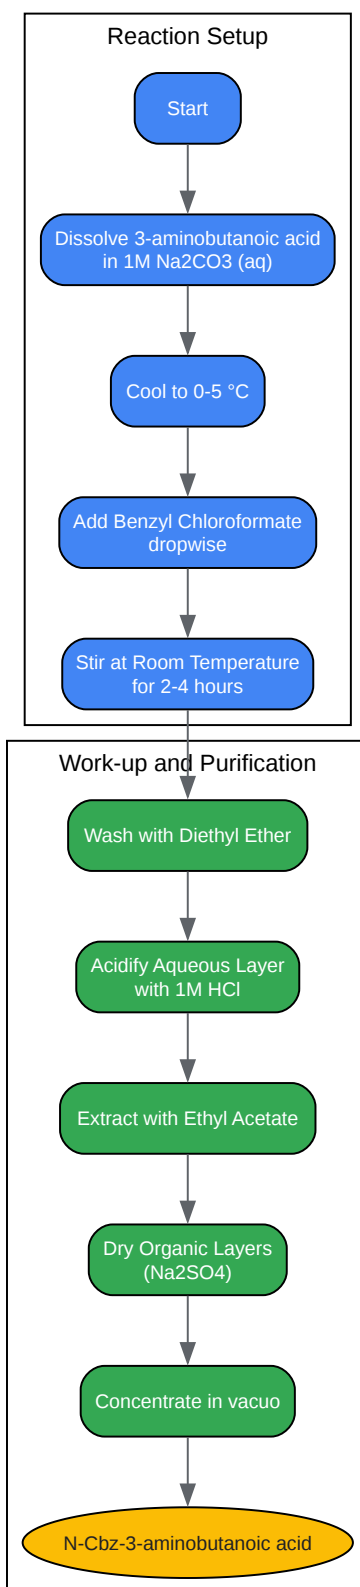 Reaction Setup
Start
Dissolve 3-aminobutanoic acid
in 1M Na2CO3 (aq)
Cool to 0-5 °C
Add Benzyl Chloroformate
dropwise
Stir at Room Temperature
for 2-4 hours
Work-up and Purification
Wash with Diethyl Ether
Acidify Aqueous Layer
with 1M HCl
Extract with Ethyl Acetate
Dry Organic Layers
(Na2SO4)
Concentrate in vacuo
N-Cbz-3-aminobutanoic acid